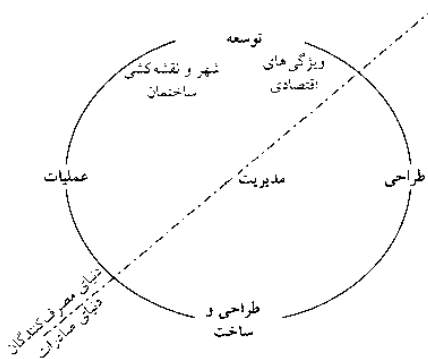 توسعه
ویژگی‌های
اقتصادی
شهر و نقشه‌کشی
ساختمان
طراحی
مدیریت
عملیات
طراحی و
ساخت
دنیای مصرف‌کنندگان
دنیای صادرات